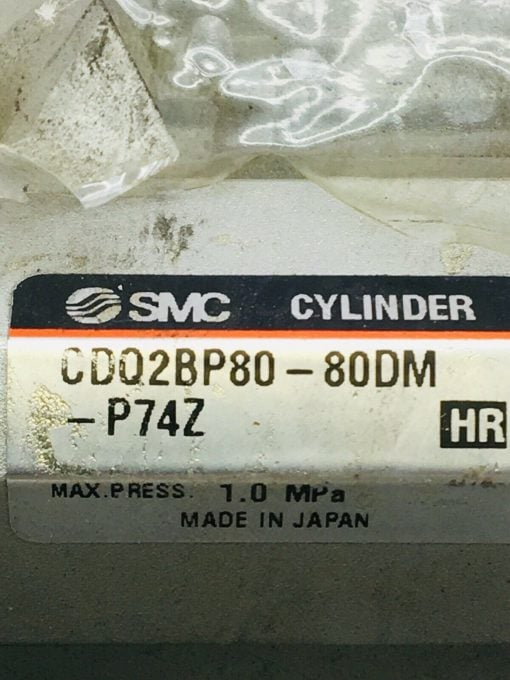 SMC CYLINDER
CDQ2BP80-80DM
-P74Z HR
MAX.PRESS. 1.0 MPa
MADE IN JAPAN